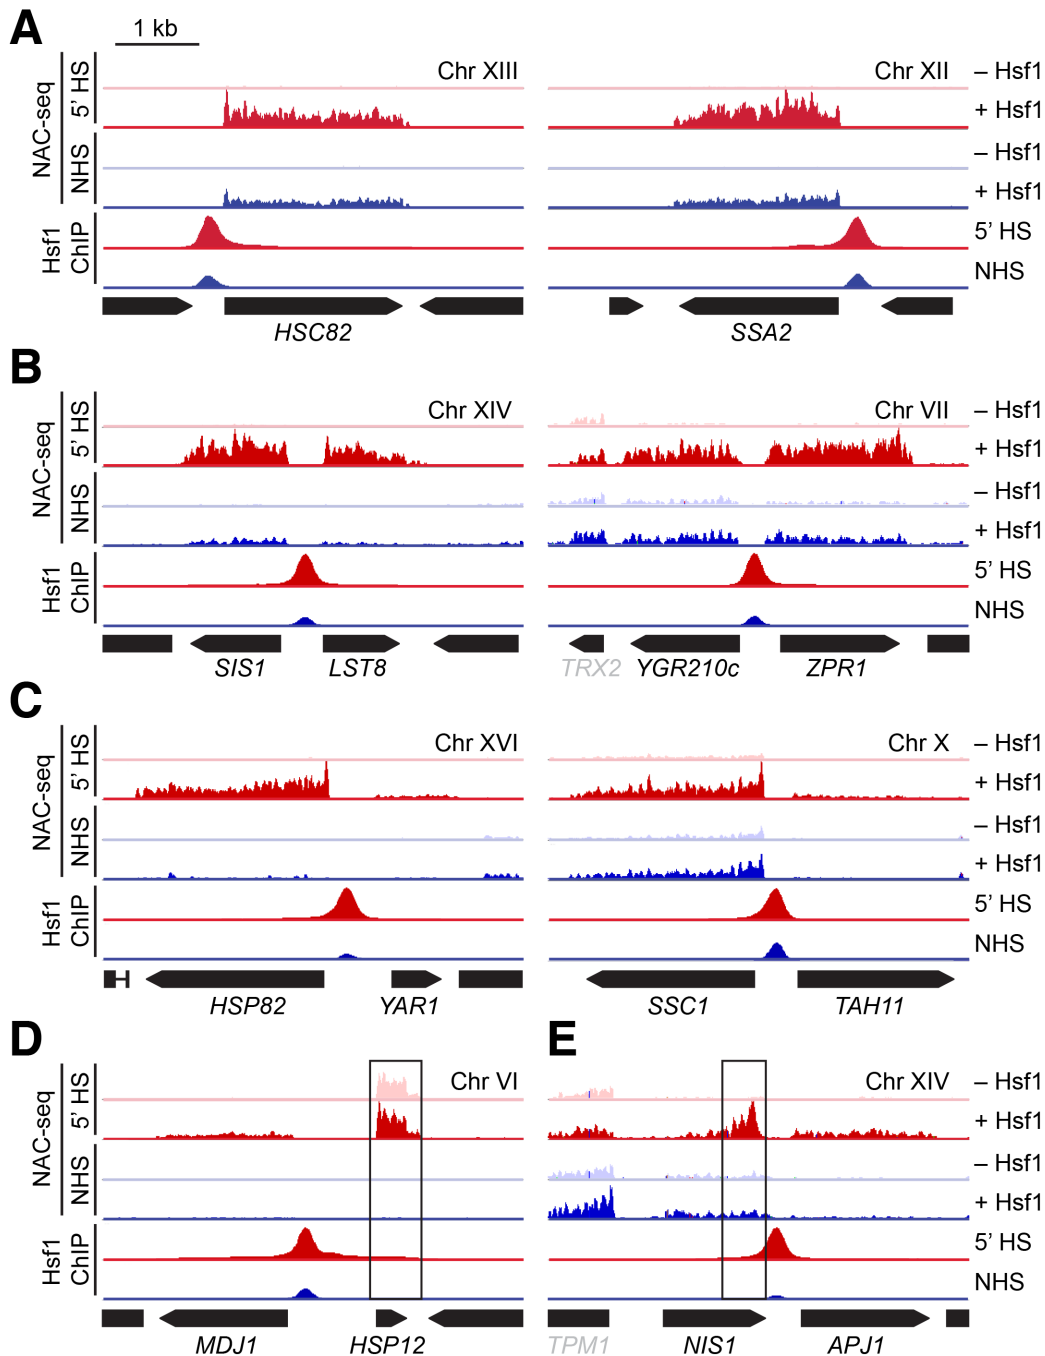 A
1 kb
NAC-seq
5’ HS
NHS
Hsf1
ChIP
Chr XIII
Chr XII
– Hsf1
+ Hsf1
– Hsf1
+ Hsf1
5’ HS
NHS
HSC82
SSA2
B
NAC-seq
5’ HS
NHS
Hsf1
ChIP
Chr XIV
Chr VII
– Hsf1
+ Hsf1
– Hsf1
+ Hsf1
5’ HS
NHS
SIS1
LST8
TRX2
YGR210c
ZPR1
C
NAC-seq
5’ HS
NHS
Hsf1
ChIP
Chr XVI
Chr X
– Hsf1
+ Hsf1
– Hsf1
+ Hsf1
5’ HS
NHS
HSP82
YAR1
SSC1
TAH11
D
E
NAC-seq
5’ HS
NHS
Hsf1
ChIP
Chr VI
Chr XIV
– Hsf1
+ Hsf1
– Hsf1
+ Hsf1
5’ HS
NHS
MDJ1
HSP12
TPM1
NIS1
APJ1